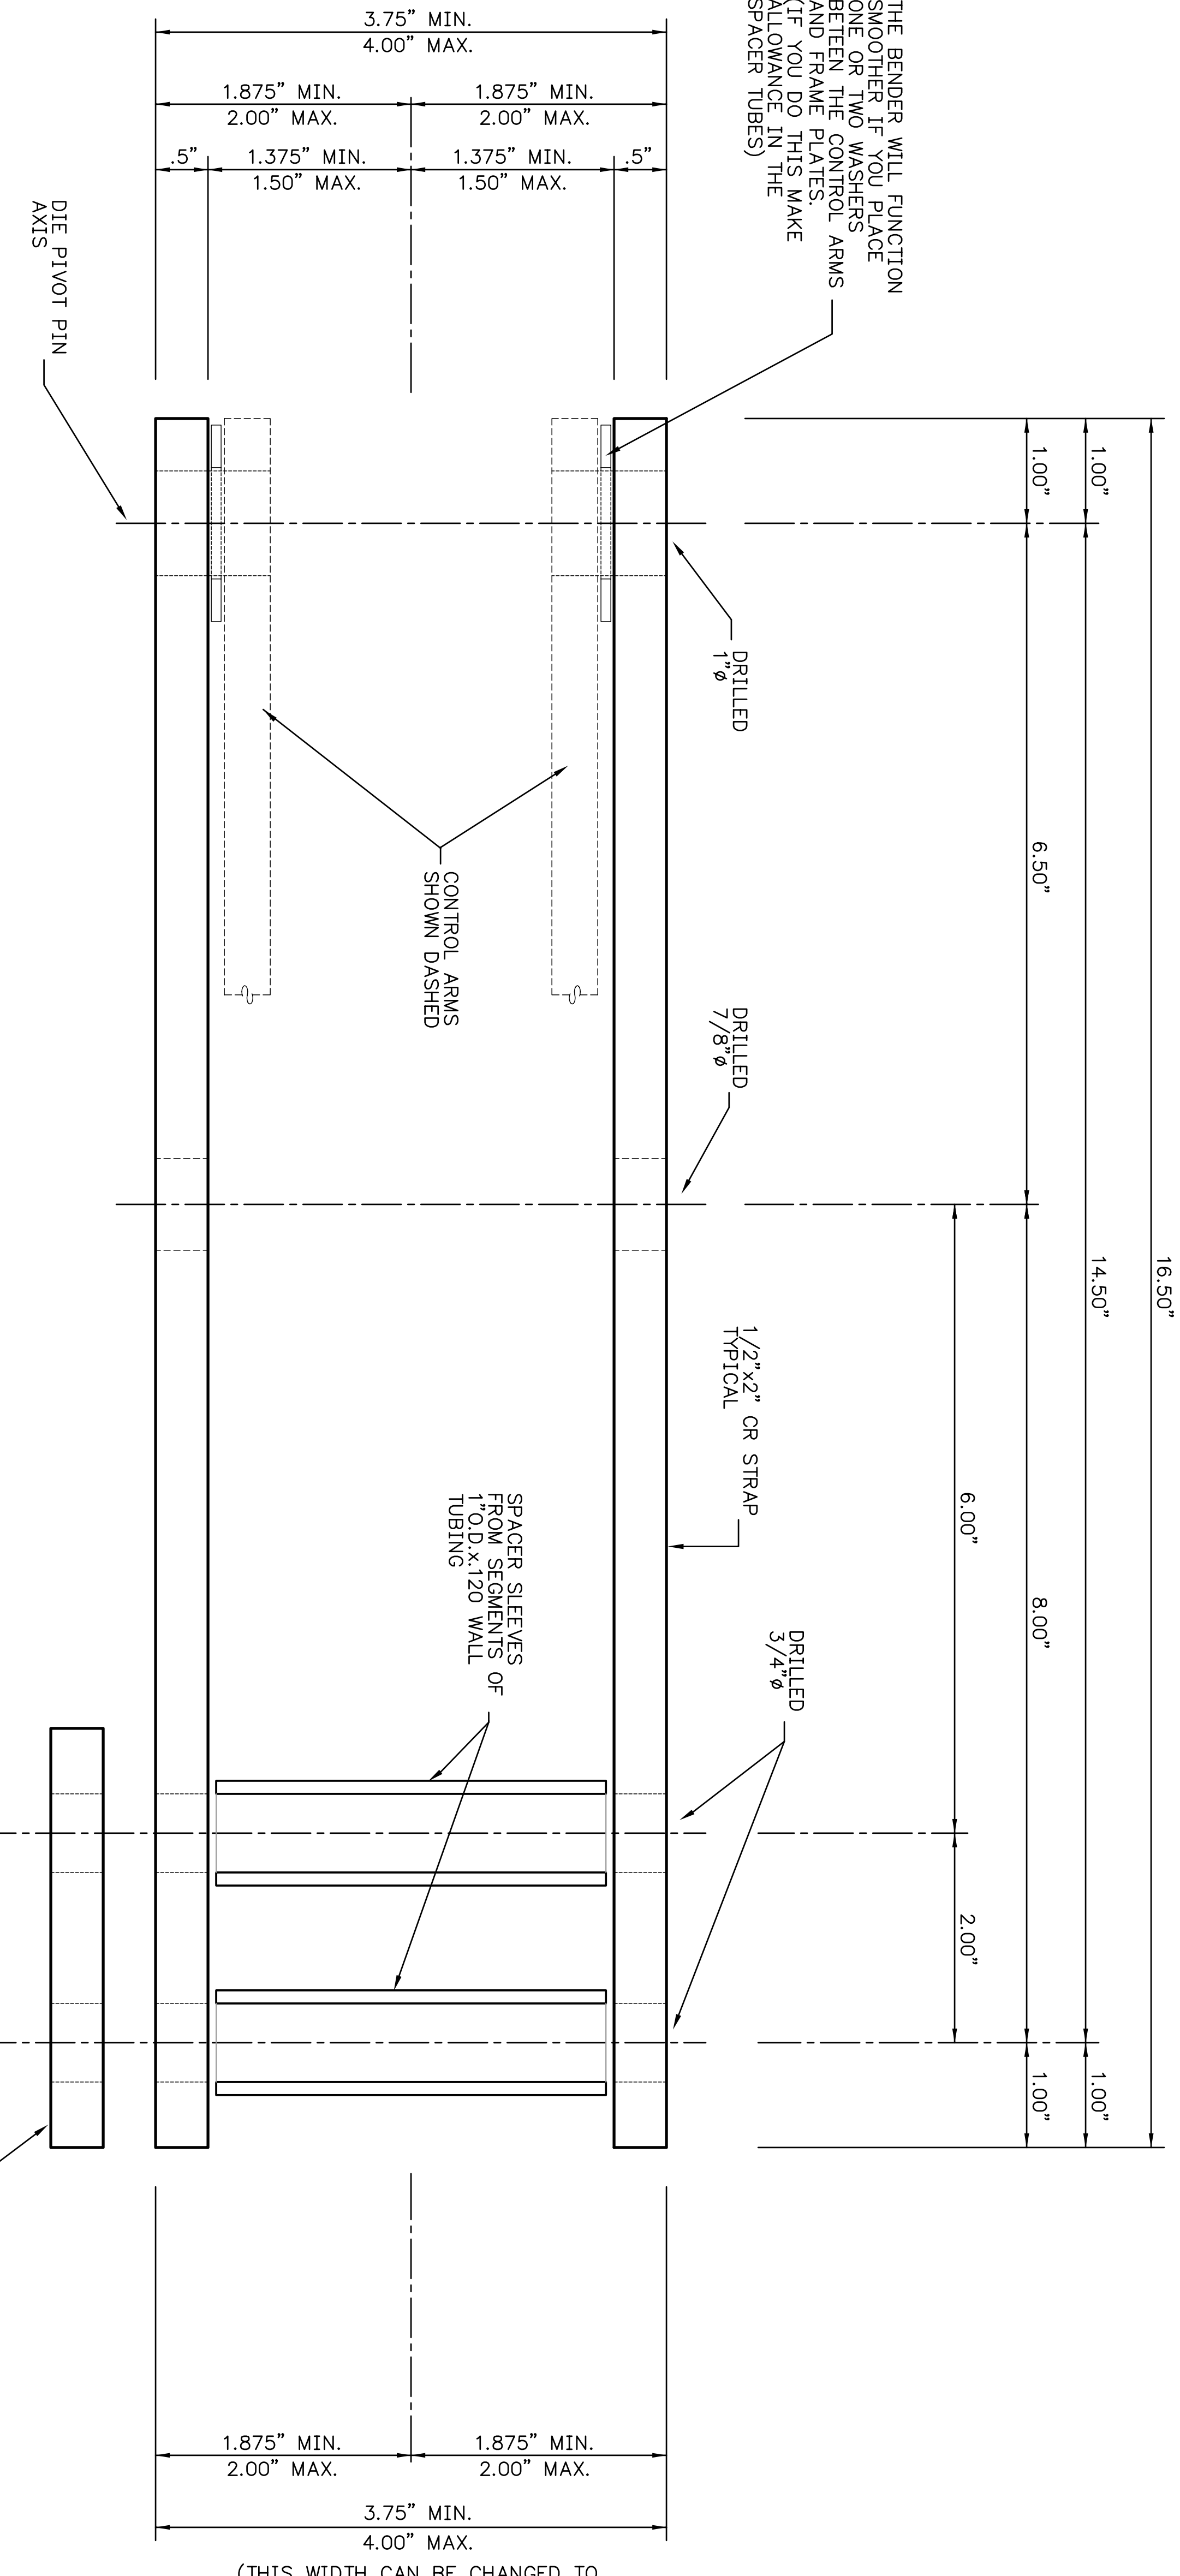 THE BENDER WILL FUNCTION
SMOOTHER IF YOU PLACE
ONE OR TWO WASHERS
BETEEN THE CONTROL ARMS
AND FRAME PLATES.
(IF YOU DO THIS MAKE
ALLOWANCE IN THE
SPACER TUBES)
3.75" MIN.
4.00" MAX.
1.875" MIN.
2.00" MAX.
1.875" MIN.
2.00" MAX.
.5"
1.375" MIN.
1.50" MAX.
1.375" MIN.
1.50" MAX.
.5"
DIE PIVOT PIN
AXIS
16.50"
1.00"
14.50"
1.00"
1.00"
6.50"
8.00"
1.00"
6.00"
2.00"
DRILLED
1"ø
DRILLED
7/8"ø
1/2"x2" CR STRAP
TYPICAL
DRILLED
3/4"ø
CONTROL ARMS
SHOWN DASHED
SPACER SLEEVES
FROM SEGMENTS OF
1"O.D.x.120 WALL
TUBING
1.875" MIN.
2.00" MAX.
1.875" MIN.
2.00" MAX.
3.75" MIN.
4.00" MAX.
(THIS WIDTH CAN BE CHANGED TO